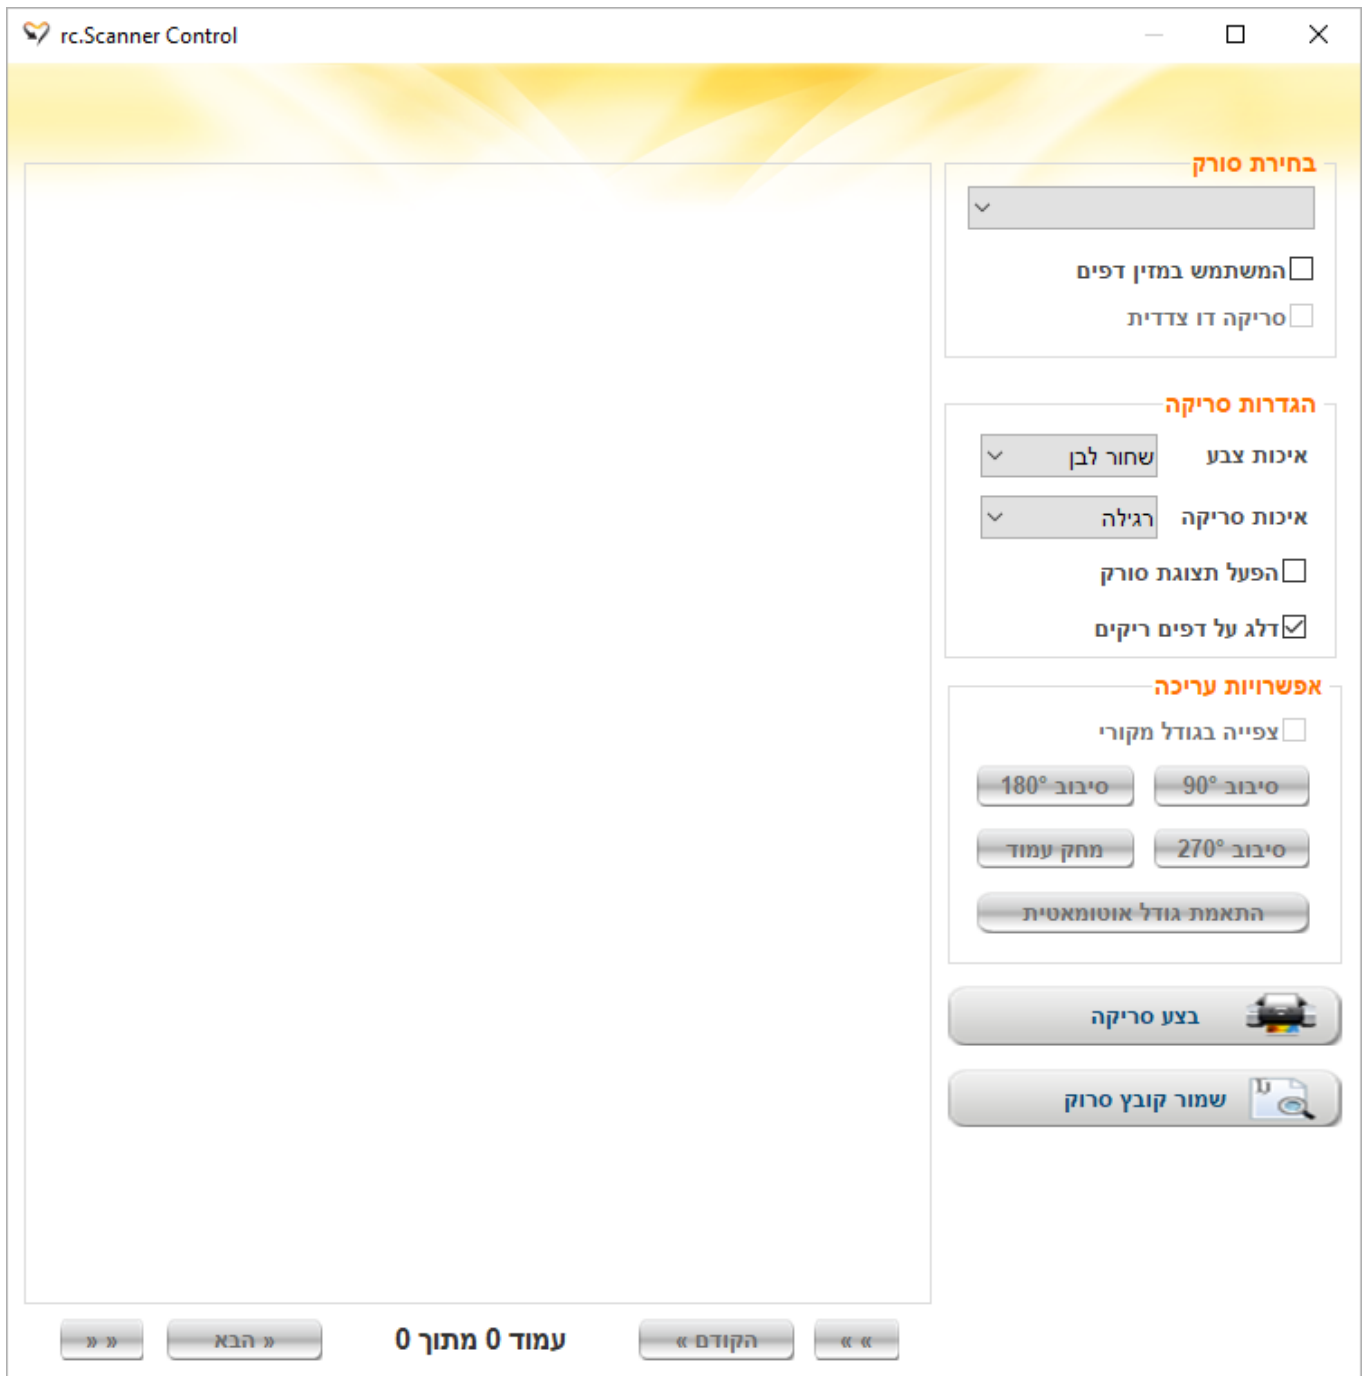 rc.Scanner Control
בחירת סורק
המשתמש במזין דפים
סריקה דו צדדית
הגדרות סריקה
איכות צבע שחור לבן
איכות סריקה רגילה
הפעל תצוגת סורק
דלג על דפים ריקים
אפשרויות עריכה
צפייה בגודל מקורי
סיבוב 90° סיבוב 180°
סיבוב 270° מחק עמוד
התאמת גודל אוטומאטית
בצע סריקה
שמור קובץ סרוק
» » הקודם » עמוד 0 מתוך 0 « הבא « «